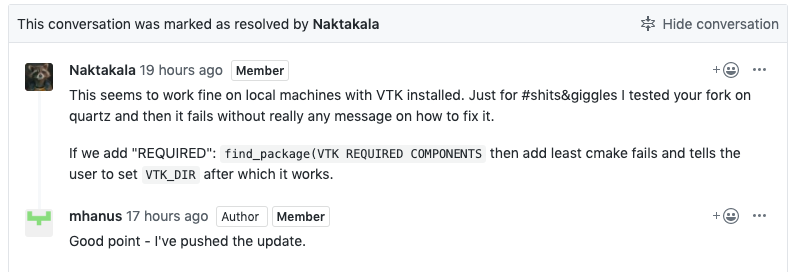 This conversation was marked as resolved by Naktakala
Hide conversation
Naktakala 19 hours ago Member
This seems to work fine on local machines with VTK installed. Just for #shits&giggles I tested your fork on
quartz and then it fails without really any message on how to fix it.
If we add "REQUIRED": find_package(VTK REQUIRED COMPONENTS then add least cmake fails and tells the
user to set VTK_DIR after which it works.
mhanus 17 hours ago Author Member
Good point - I've pushed the update.